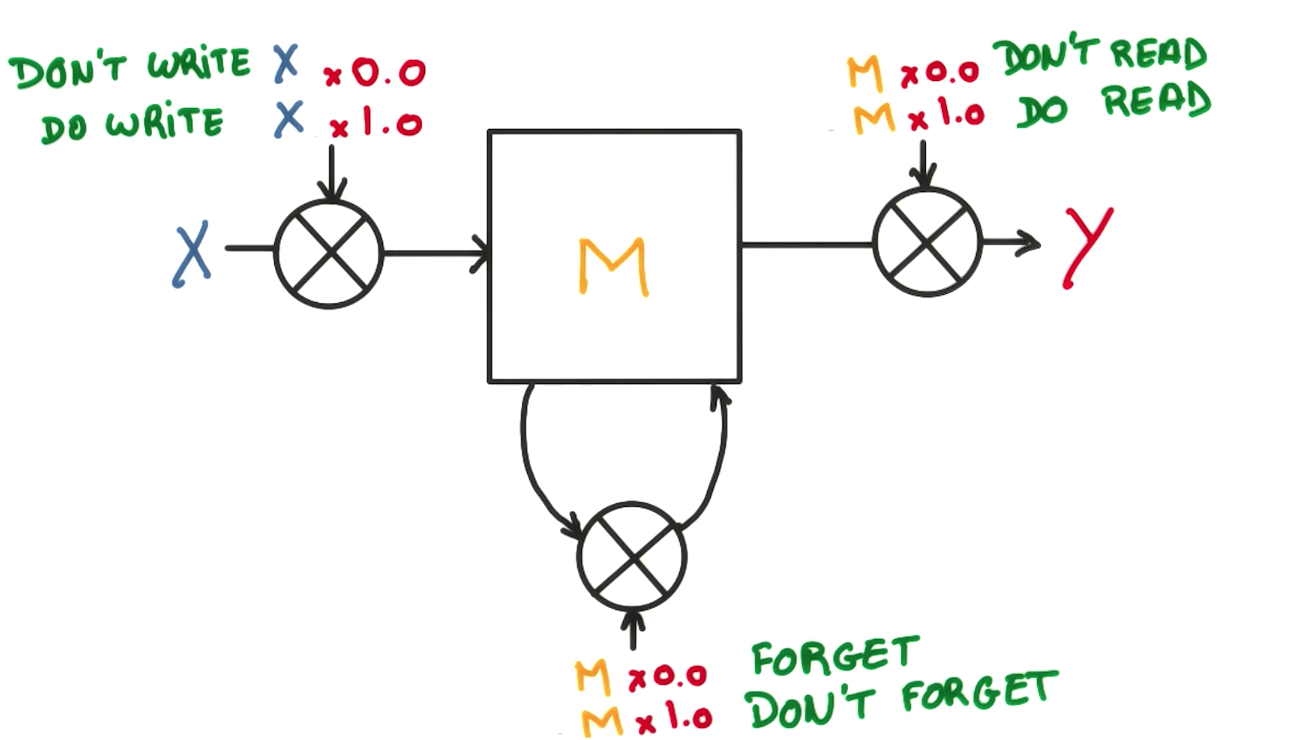 DON'T WRITE X x0.0
DO WRITE X x1.0
M x0.0 DON'T READ
M x1.0 DO READ
X
M
Y
M x0.0 FORGET
M x1.0 DON'T FORGET